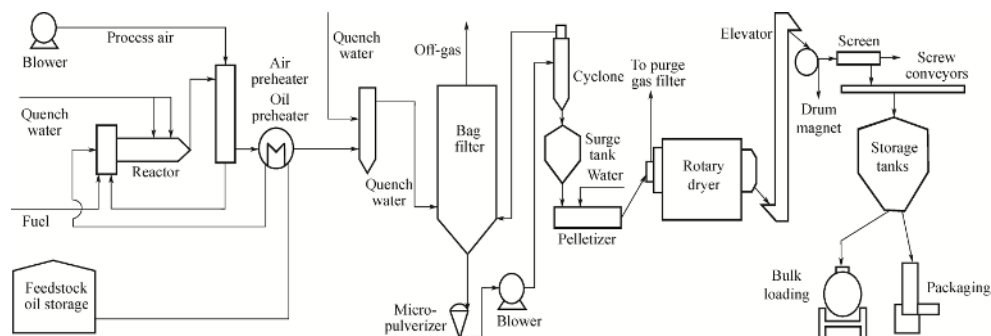 Process air
Blower
Quench
water
Reactor
Fuel
Feedstock
oil storage
Air
preheater
Oil
preheater
Quench
water
Quench
water
Off-gas
Bag
filter
Micro-
pulverizer
Blower
Cyclone
Surge
tank
Water
Pelletizer
To purge
gas filter
Rotary
dryer
Elevator
Screen
Screw
conveyors
Drum
magnet
Storage
tanks
Bulk
loading
Packaging